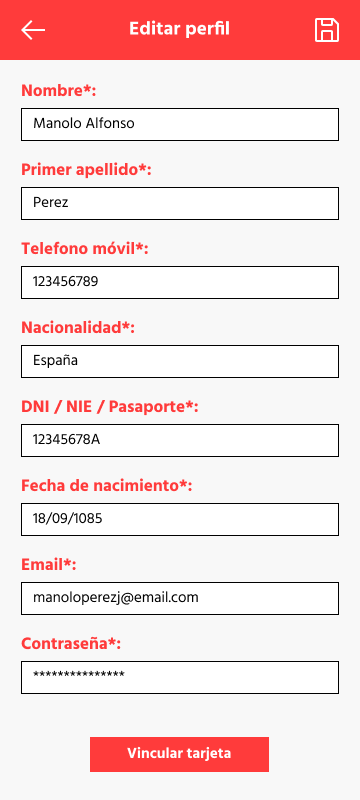 Editar perfil
Nombre*:
Manolo Alfonso
Primer apellido*:
Perez
Telefono móvil*:
123456789
Nacionalidad*:
España
DNI / NIE / Pasaporte*:
12345678A
Fecha de nacimiento*:
18/09/1085
Email*:
manoloperezj@email.com
Contraseña*:
***************
Vincular tarjeta